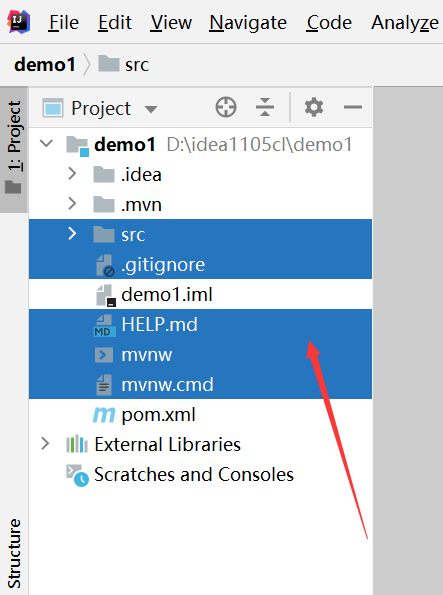 File Edit View Navigate Code Analyze
demo1 src
Project
1: Project
demo1 D:\idea1105cl\demo1
.idea
.mvn
src
.gitignore
demo1.iml
HELP.md
mvnw
mvnw.cmd
pom.xml
External Libraries
Scratches and Consoles
Structure